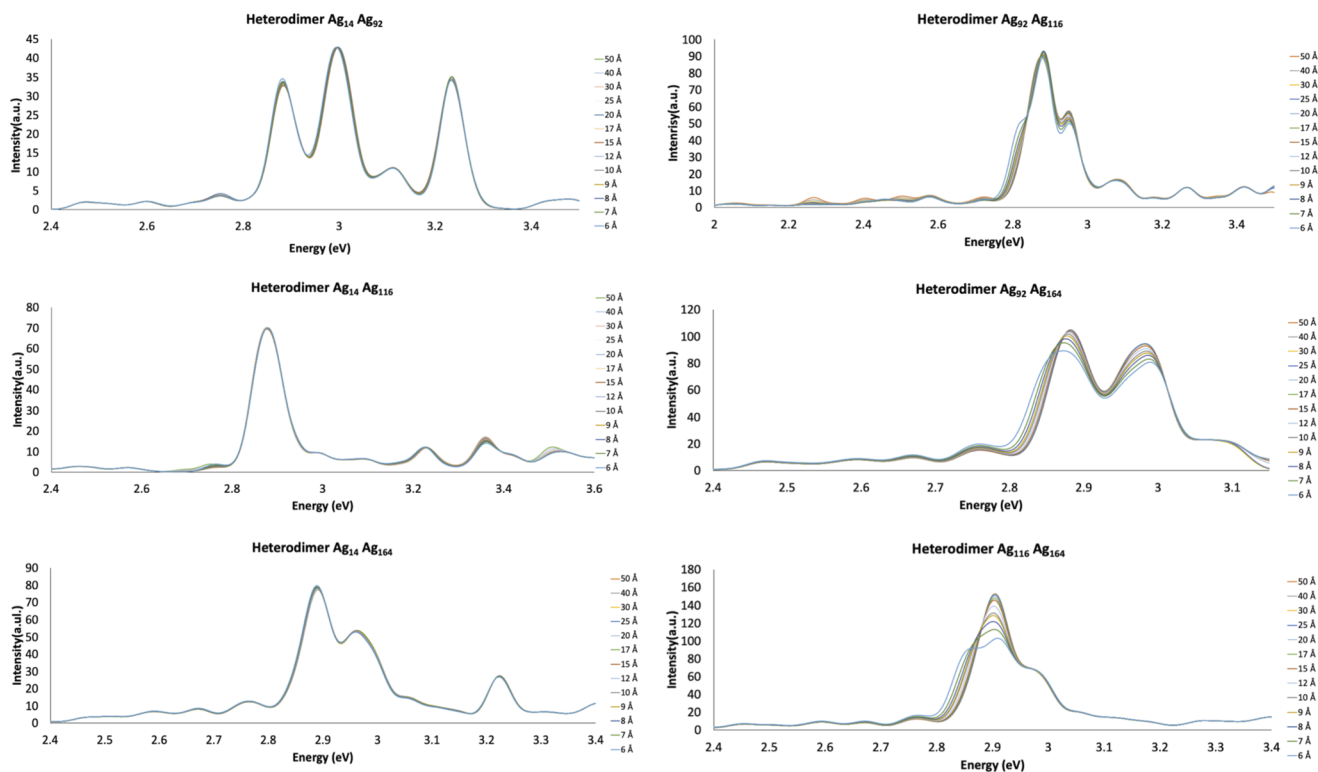 Heterodimer Ag14 Ag92
Intensity(a.u.)
45
40
35
30
25
20
15
10
5
0
2.4 2.6 2.8 3 3.2 3.4
Energy (eV)
50 Å
40 Å
30 Å
25 Å
20 Å
17 Å
15 Å
12 Å
10 Å
9 Å
8 Å
7 Å
6 Å
Heterodimer Ag92 Ag116
Intenrisy(a.u.)
100
90
80
70
60
50
40
30
20
10
0
2 2.2 2.4 2.6 2.8 3 3.2 3.4
Energy(eV)
50 Å
40 Å
30 Å
25 Å
20 Å
17 Å
15 Å
12 Å
10 Å
9 Å
8 Å
7 Å
6 Å
Heterodimer Ag14 Ag116
Intensity(a.u.)
80
70
60
50
40
30
20
10
0
2.4 2.6 2.8 3 3.2 3.4 3.6
Energy (eV)
50 Å
40 Å
30 Å
25 Å
20 Å
17 Å
15 Å
12 Å
10 Å
9 Å
8 Å
7 Å
6 Å
Heterodimer Ag92 Ag164
Intensity(a.u.)
120
100
80
60
40
20
0
2.4 2.5 2.6 2.7 2.8 2.9 3 3.1
Energy (eV)
50 Å
40 Å
30 Å
25 Å
20 Å
17 Å
15 Å
12 Å
10 Å
9 Å
8 Å
7 Å
6 Å
Heterodimer Ag14 Ag164
Intensity(a.ul.)
90
80
70
60
50
40
30
20
10
0
2.4 2.5 2.6 2.7 2.8 2.9 3 3.1 3.2 3.3 3.4
Energy (eV)
50 Å
40 Å
30 Å
25 Å
20 Å
17 Å
15 Å
12 Å
10 Å
9 Å
8 Å
7 Å
6 Å
Heterodimer Ag116 Ag164
Intensity(a.u.)
180
160
140
120
100
80
60
40
20
0
2.4 2.5 2.6 2.7 2.8 2.9 3 3.1 3.2 3.3 3.4
Energy (eV)
50 Å
40 Å
30 Å
25 Å
20 Å
17 Å
15 Å
12 Å
10 Å
9 Å
8 Å
7 Å
6 Å